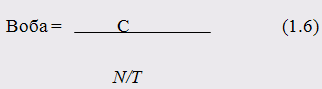 Воба = С (1.6)
N/T